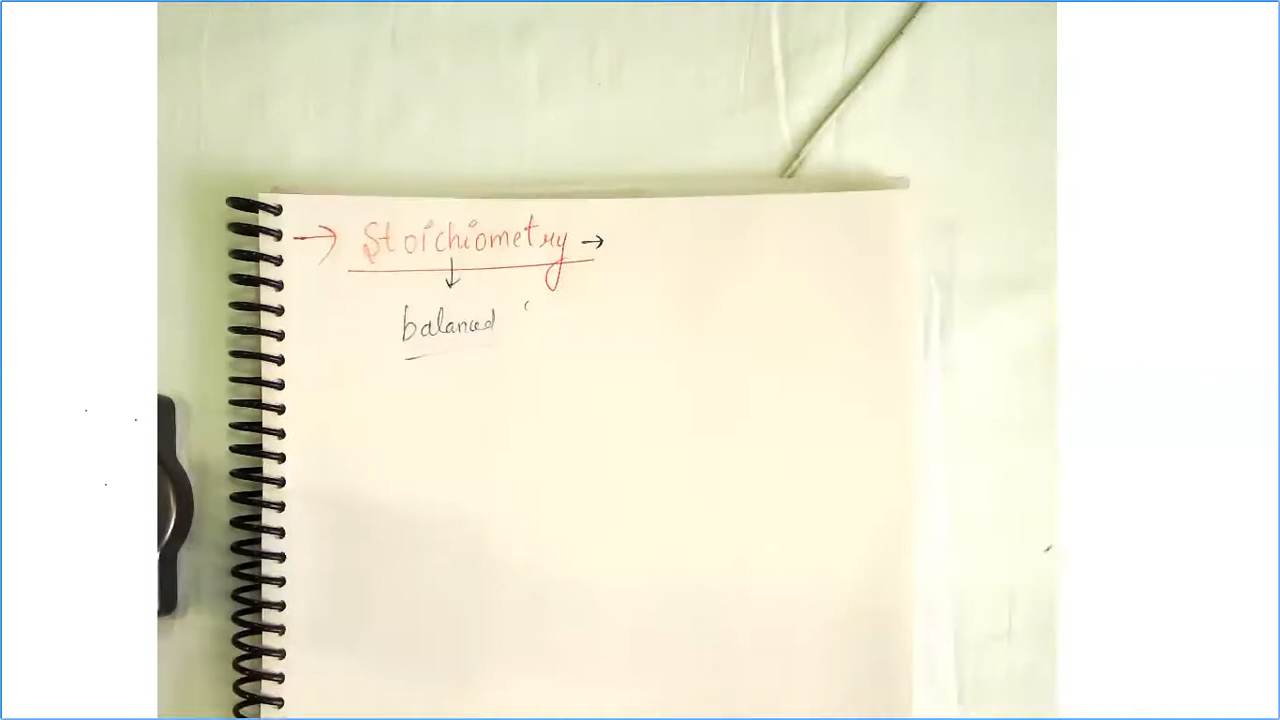 → Stoichiometry →
↓
balanced